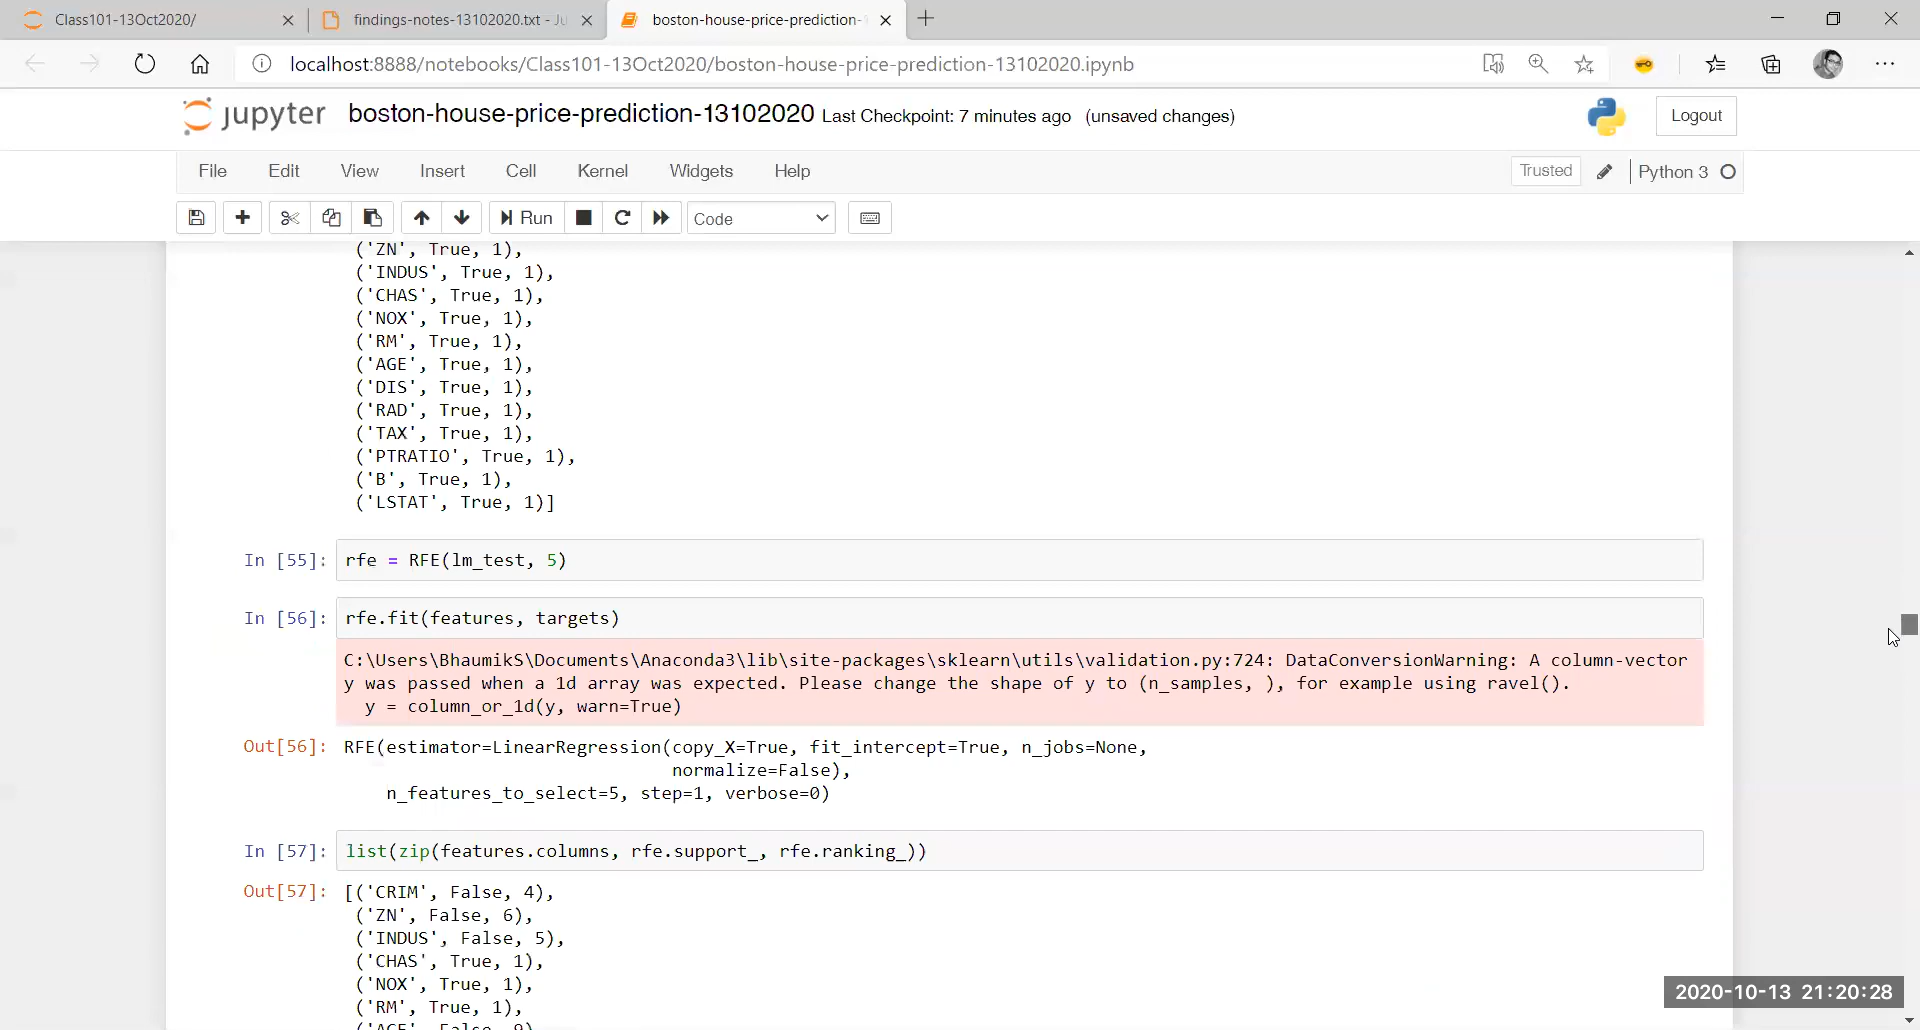 Class101-13Oct2020/
findings-notes-13102020.txt - Ju
boston-house-price-prediction-
localhost:8888/notebooks/Class101-13Oct2020/boston-house-price-prediction-13102020.ipynb
jupyter boston-house-price-prediction-13102020 Last Checkpoint: 7 minutes ago (unsaved changes)
Logout
File Edit View Insert Cell Kernel Widgets Help
Trusted Python 3
Run Code
('ZN', True, 1),
('INDUS', True, 1),
('CHAS', True, 1),
('NOX', True, 1),
('RM', True, 1),
('AGE', True, 1),
('DIS', True, 1),
('RAD', True, 1),
('TAX', True, 1),
('PTRATIO', True, 1),
('B', True, 1),
('LSTAT', True, 1)]
In [55]: rfe = RFE(lm_test, 5)
In [56]: rfe.fit(features, targets)
C:\Users\BhaumikS\Documents\Anaconda3\lib\site-packages\sklearn\utils\validation.py:724: DataConversionWarning: A column-vector
y was passed when a 1d array was expected. Please change the shape of y to (n_samples, ), for example using ravel().
y = column_or_1d(y, warn=True)
Out[56]: RFE(estimator=LinearRegression(copy_X=True, fit_intercept=True, n_jobs=None,
normalize=False),
n_features_to_select=5, step=1, verbose=0)
In [57]: list(zip(features.columns, rfe.support_, rfe.ranking_))
Out[57]: [('CRIM', False, 4),
('ZN', False, 6),
('INDUS', False, 5),
('CHAS', True, 1),
('NOX', True, 1),
('RM', True, 1),
('AGE', False, 9)
2020-10-13 21:20:28